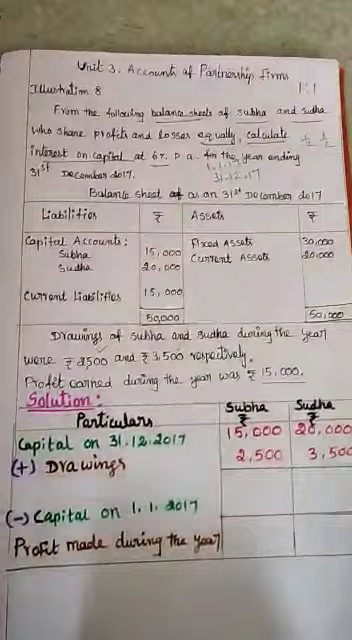 Unit 3. Accounts of Partnership firms
Illustration 8
1:1
From the following balance sheets of subha and sudha
who share profits and losses equally, calculate ½ ½
interest on capital at 6% p.a. for the year ending
1.1.17
31st December 2017. 31.12.17
Balance sheet as on 31st December 2017
Liabilities ₹ Assets ₹
Capital Accounts: Fixed Assets 30,000
Subha 15,000 Current Assets 20,000
Sudha 20,000
Current Liabilities 15,000
50,000 50,000
Drawings of subha and sudha during the year
were ₹ 2500 and ₹ 3,500 respectively.
Profit earned during the year was ₹ 15,000.
Solution:
Particulars Subha ₹ Sudha ₹
Capital on 31.12.2017 15,000 20,000
(+) Drawings 2,500 3,500
(-) Capital on 1.1.2017
Profit made during the year